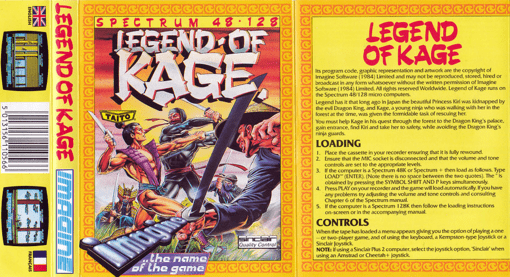 LEGEND OF KAGE
IMAGINE
5 013156 110566
FRANÇAIS
SPECTRUM 48·128
LEGEND·OF
KAGE
TAITO
sinclair
Quality Control
...the name
of the game
LEGEND
OF KAGE
Its program code, graphic representation and artwork are the copyright of
Imagine Software (1984) Limited and may not be reproduced, stored, hired or
broadcast in any form whatsoever without the written permission of Imagine
Software (1984) Limited. All rights reserved Worldwide. Legend of Kage runs on
the Spectrum 48/128 micro computers.
Legend has it that long ago in Japan the beautiful Princess Kiri was kidnapped by
the evil Dragon King, and Kage, a young ninja who was walking with her in the
forest at the time, was given the formidable task of rescuing her.
You must help Kage in his quest through the forest to the Dragon King's palace,
gain entrance, find Kiri and take her to safety, while avoiding the Dragon King's
ninja guards.
LOADING
1. Place the cassette in your recorder ensuring that it is fully rewound.
2. Ensure that the MIC socket is disconnected and that the volume and tone
controls are set to the appropriate levels.
3. If the computer is a Spectrum 48K or Spectrum + then load as follows. Type
LOAD"" (ENTER). (Note there is no space between the two quotes). The " is
obtained by pressing the SYMBOL SHIFT AND P keys simultaneously.
4. Press PLAY on your recorder and the game will load automatically. If you have
any problems try adjusting the volume and tone controls and consulting
Chapter 6 of the Spectrum manual.
5. If the computer is a Spectrum 128K then follow the loading instructions
on-screen or in the accompanying manual.
CONTROLS
When the tape has loaded a menu appears giving you the option of playing a one
or two-player game, and of using the keyboard, a Kempston-type Joystick or a
Sinclair Joystick.
NOTE: If using a Sinclair Plus 2 computer, select the Joystick option, 'Sinclair' when
using an Amstrad or Cheetah+ joystick.